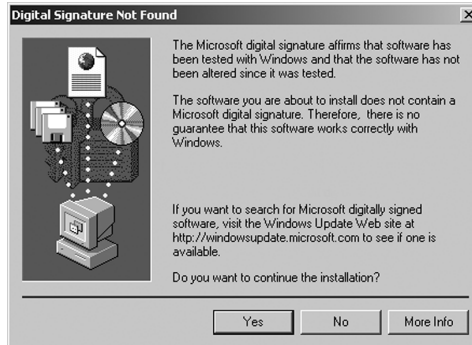 Digital Signature Not Found
The Microsoft digital signature affirms that software has
been tested with Windows and that the software has not
been altered since it was tested.
The software you are about to install does not contain a
Microsoft digital signature. Therefore, there is no
guarantee that this software works correctly with
Windows.
If you want to search for Microsoft digitally signed
software, visit the Windows Update Web site at
http://windowsupdate.microsoft.com to see if one is
available.
Do you want to continue the installation?
Yes No More Info